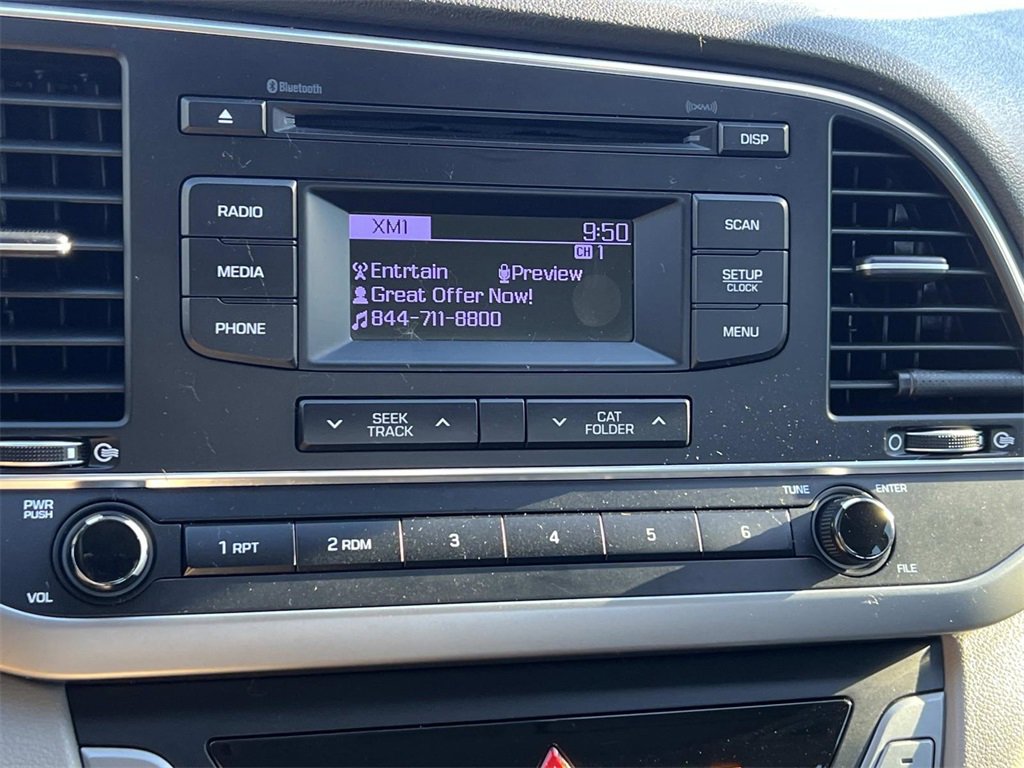 Bluetooth
XM
DISP
RADIO
MEDIA
PHONE
XM1 9:50
CH 1
Entrtain Preview
Great Offer Now!
844-711-8800
SCAN
SETUP
CLOCK
MENU
SEEK
TRACK
CAT
FOLDER
PWR
PUSH
VOL
1 RPT
2 RDM
3
4
5
6
TUNE
ENTER
FILE